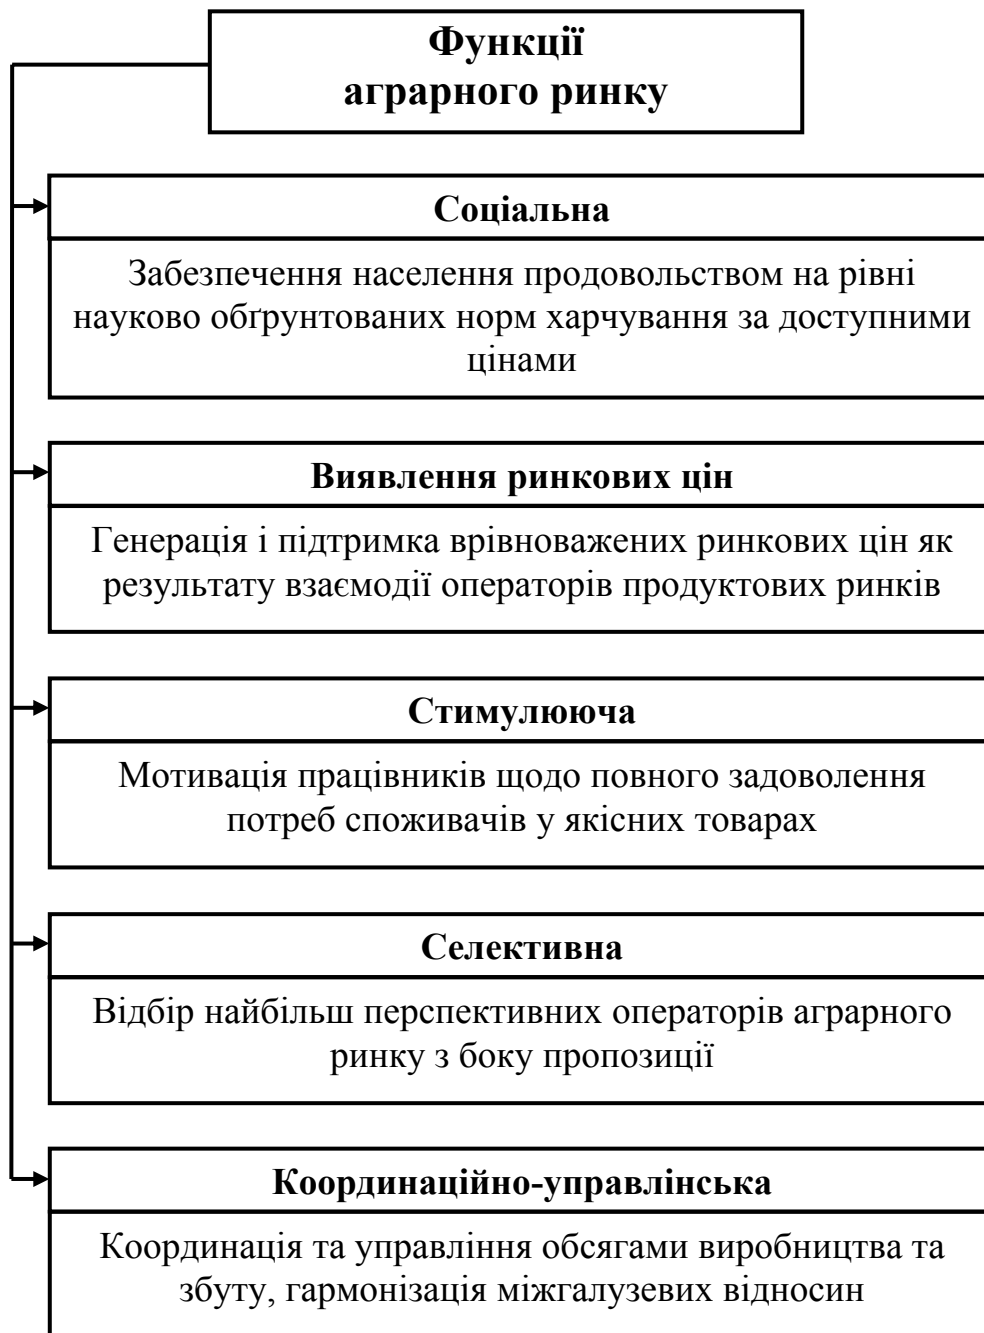 Функції
аграрного ринку
Соціальна
Забезпечення населення продовольством на рівні
науково обґрунтованих норм харчування за доступними
цінами
Виявлення ринкових цін
Генерація і підтримка врівноважених ринкових цін як
результату взаємодії операторів продуктових ринків
Стимулююча
Мотивація працівників щодо повного задоволення
потреб споживачів у якісних товарах
Селективна
Відбір найбільш перспективних операторів аграрного
ринку з боку пропозиції
Координаційно-управлінська
Координація та управління обсягами виробництва та
збуту, гармонізація міжгалузевих відносин